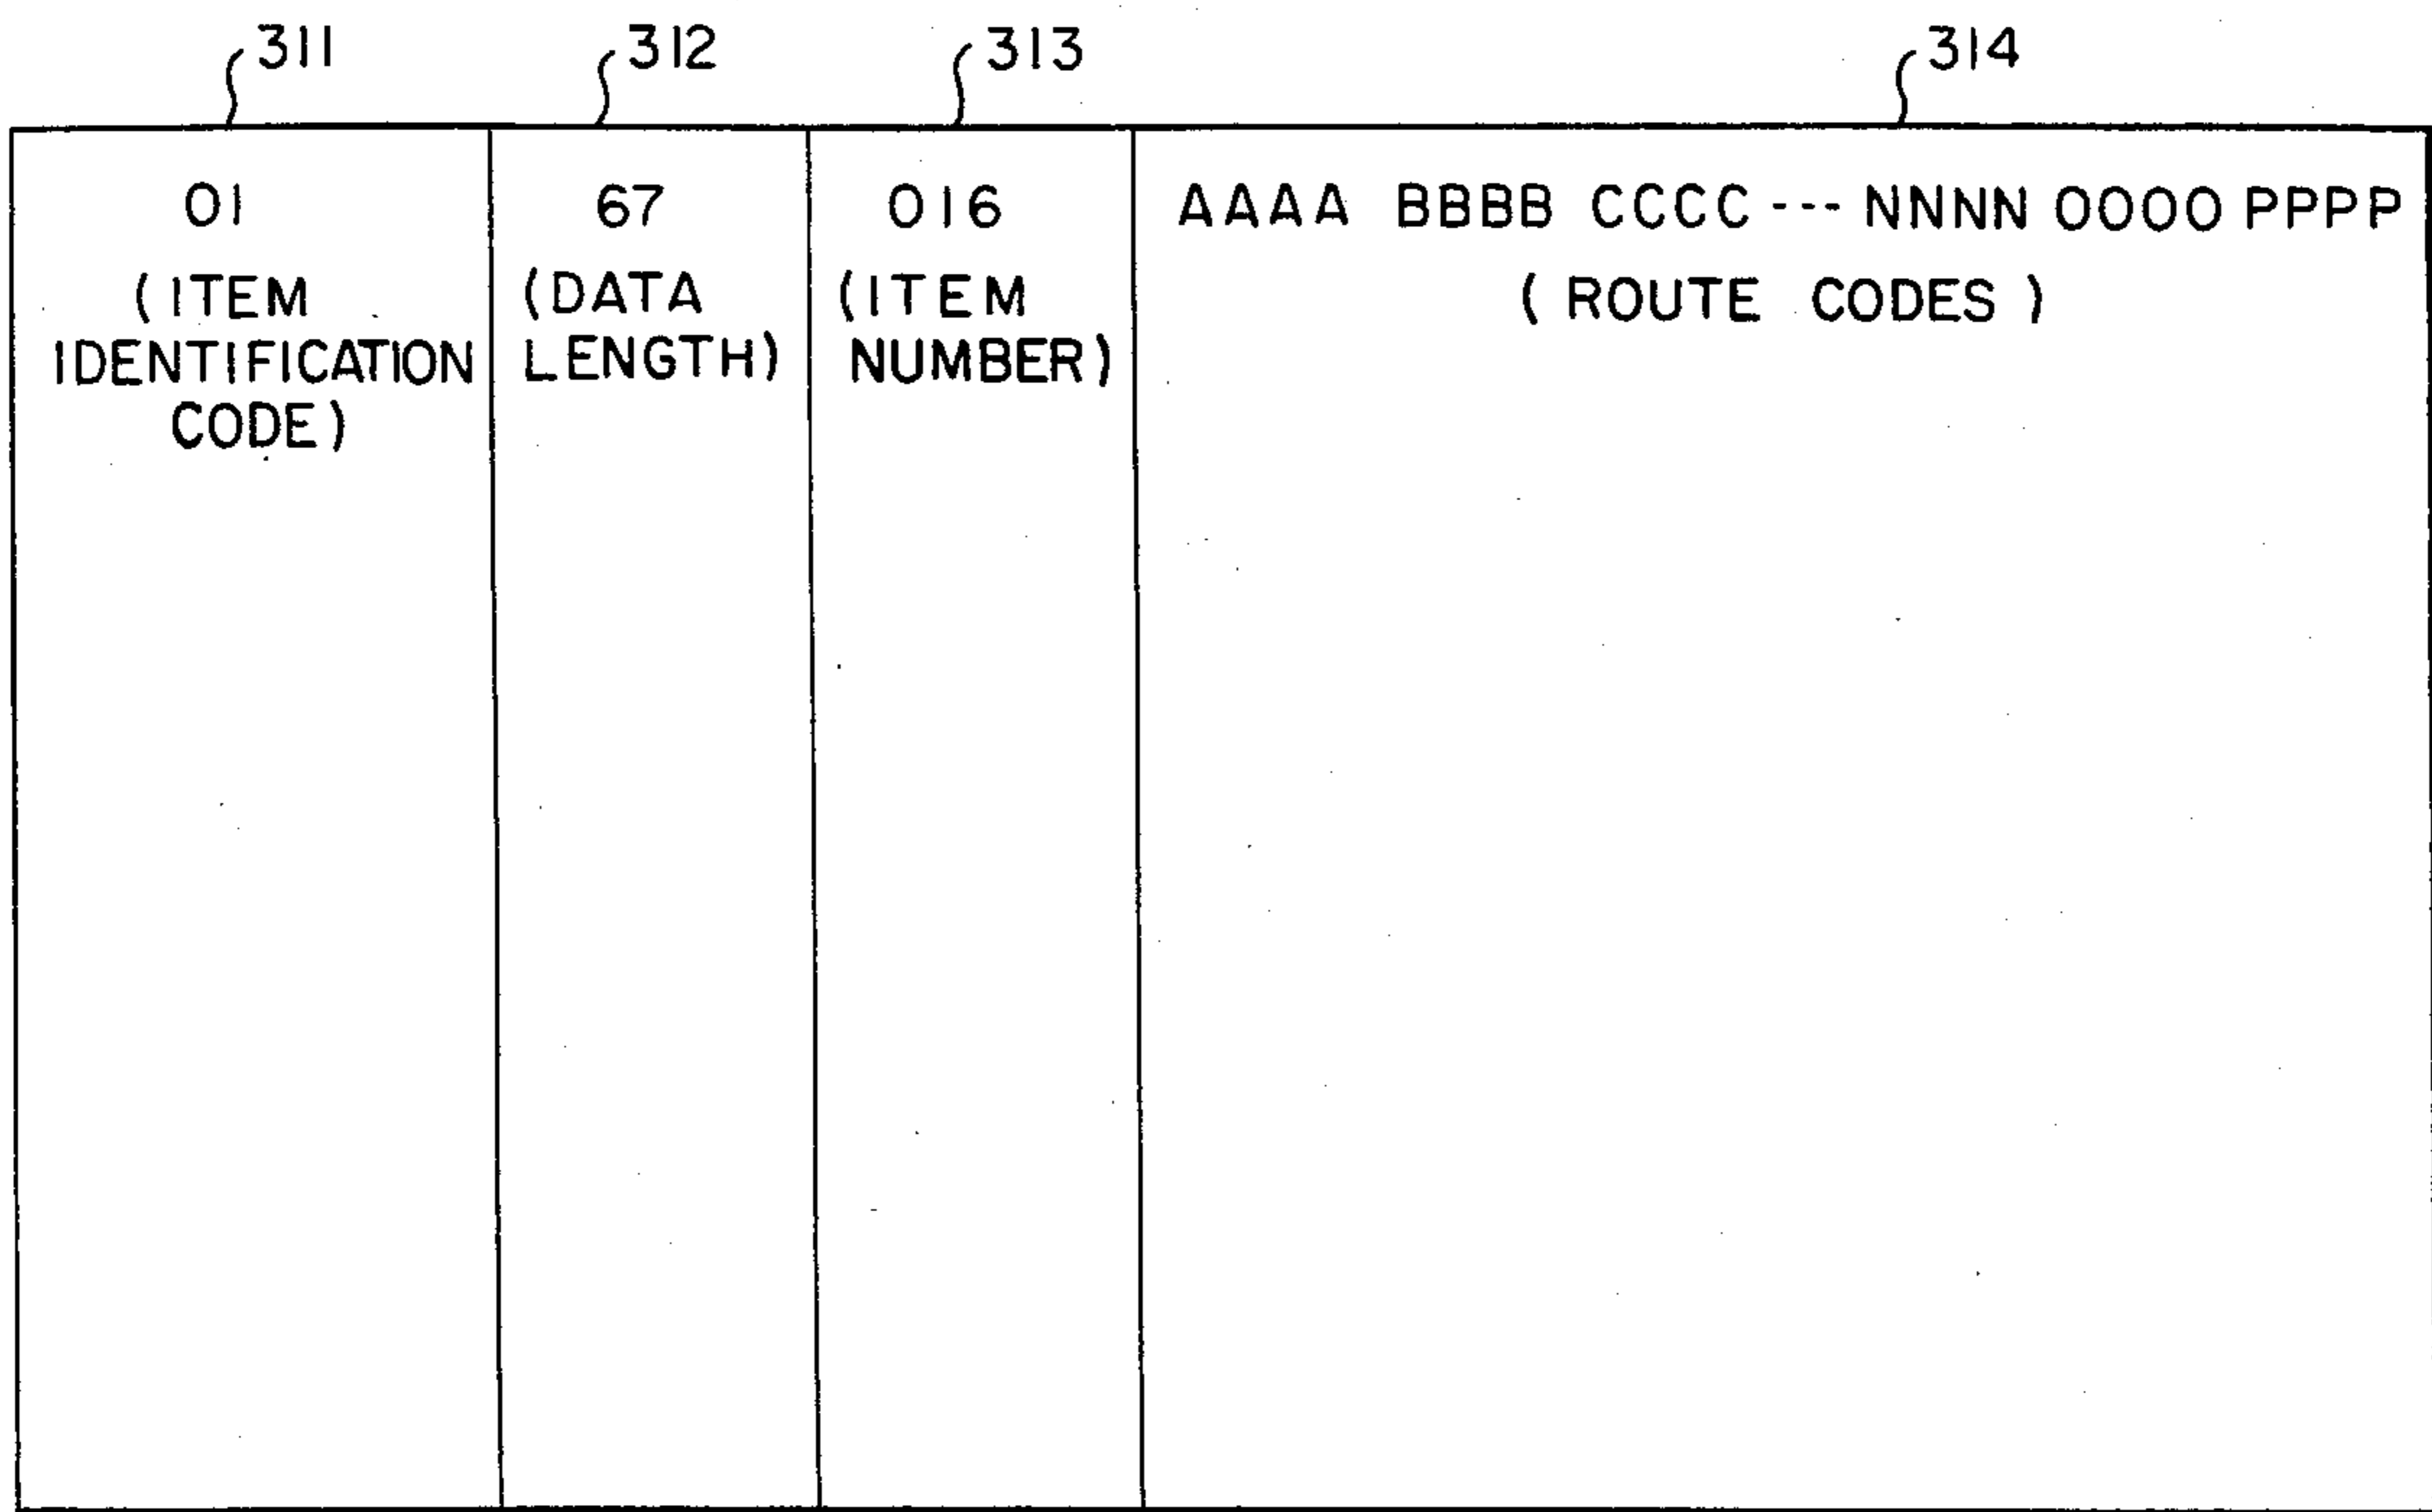 311 312 313 314
01 67 016 AAAA BBBB CCCC --- NNNN OOOO PPPP
(ITEM IDENTIFICATION CODE)
(DATA LENGTH)
(ITEM NUMBER)
( ROUTE CODES )